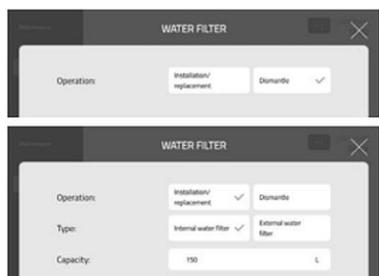 WATER FILTER
Operation:
Installation/
replacement
Dismantle
WATER FILTER
Operation:
Installation/
replacement
Dismantle
Type:
Internal water filter
External water
filter
Capacity:
150 L